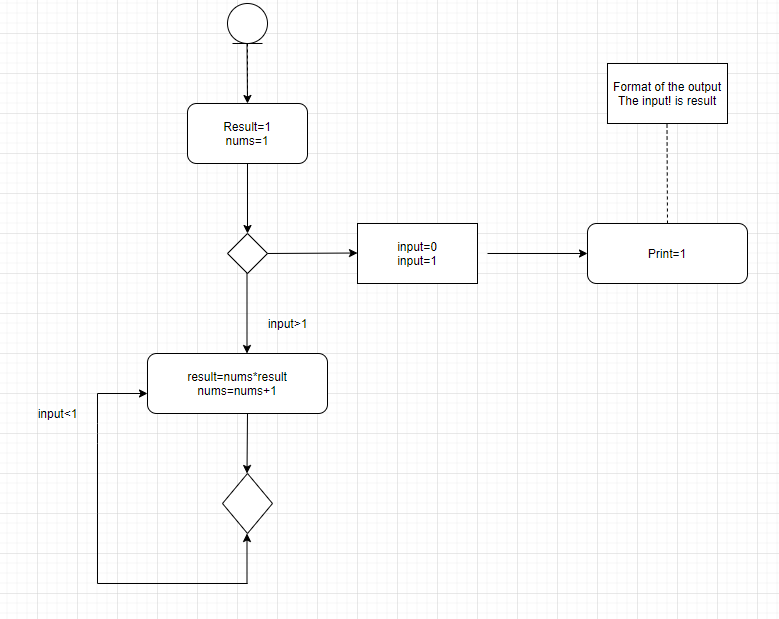 Format of the output
The input! is result
Result=1
nums=1
input=0
input=1
Print=1
input>1
result=nums*result
nums=nums+1
input<1